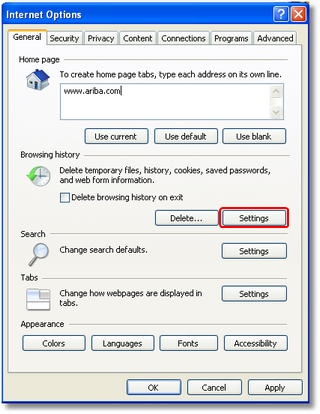 Internet Options
General Security Privacy Content Connections Programs Advanced
Home page
To create home page tabs, type each address on its own line.
www.ariba.com
Use current Use default Use blank
Browsing history
Delete temporary files, history, cookies, saved passwords,
and web form information.
Delete browsing history on exit
Delete... Settings
Search
Change search defaults. Settings
Tabs
Change how webpages are displayed in
tabs. Settings
Appearance
Colors Languages Fonts Accessibility
OK Cancel Apply